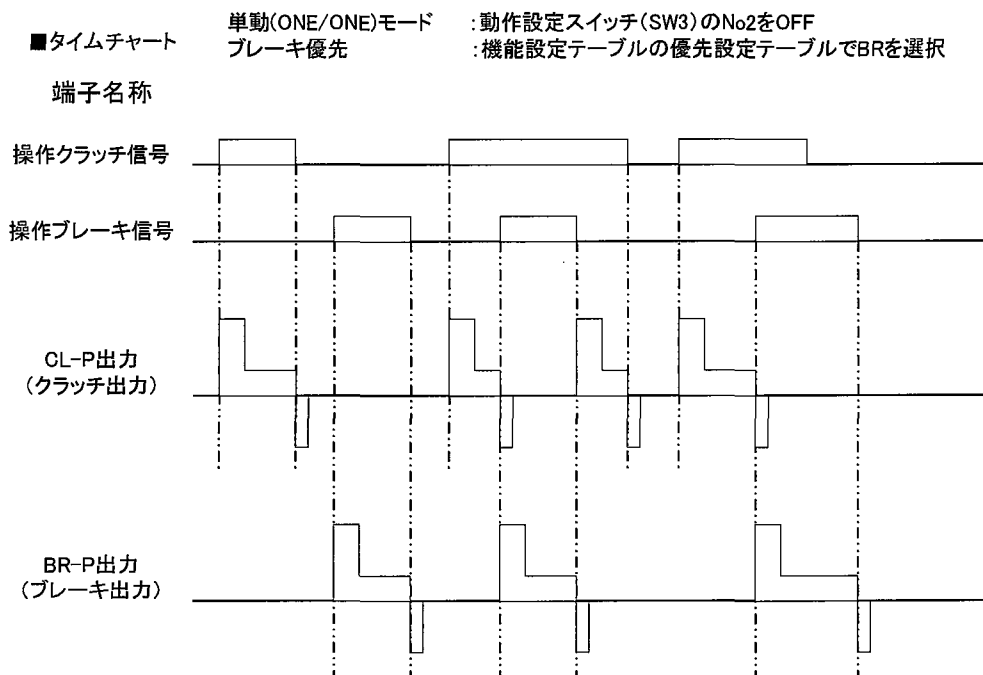 ■タイムチャート
単動(ONE/ONE)モード :動作設定スイッチ(SW3)のNo2をOFF
ブレーキ優先 :機能設定テーブルの優先設定テーブルでBRを選択
端子名称
操作クラッチ信号
操作ブレーキ信号
CL-P出力
(クラッチ出力)
BR-P出力
(ブレーキ出力)